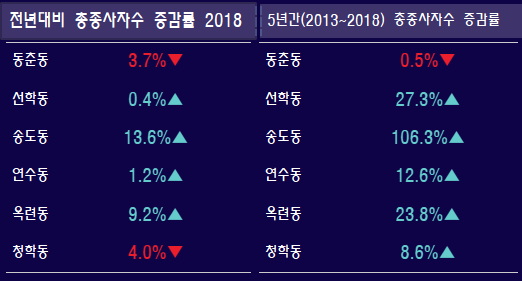 전년대비 총종사자수 증감률 2018
동춘동 3.7%▼
선학동 0.4%▲
송도동 13.6%▲
연수동 1.2%▲
옥련동 9.2%▲
청학동 4.0%▼
5년간(2013~2018) 총종사자수 증감률
동춘동 0.5%▼
선학동 27.3%▲
송도동 106.3%▲
연수동 12.6%▲
옥련동 23.8%▲
청학동 8.6%▲